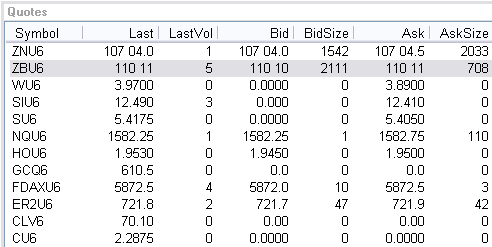 Quotes
Symbol Last LastVol Bid BidSize Ask AskSize
ZNU6 107 04.0 1 107 04.0 1542 107 04.5 2033
ZBU6 110 11 5 110 10 2111 110 11 708
WU6 3.9700 0 0.0000 0 3.8900 0
SIU6 12.490 3 0.000 0 12.410 0
SU6 5.4175 0 0.0000 0 5.4050 0
NQU6 1582.25 1 1582.25 1 1582.75 110
HOU6 1.9530 0 1.9450 0 1.9500 0
GCQ6 610.5 0 0.0 0 0.0 0
FDAXU6 5872.5 4 5872.0 10 5872.5 3
ER2U6 721.8 2 721.7 47 721.9 42
CLV6 70.10 0 0.00 0 0.00 0
CU6 2.2875 0 0.0000 0 0.0000 0